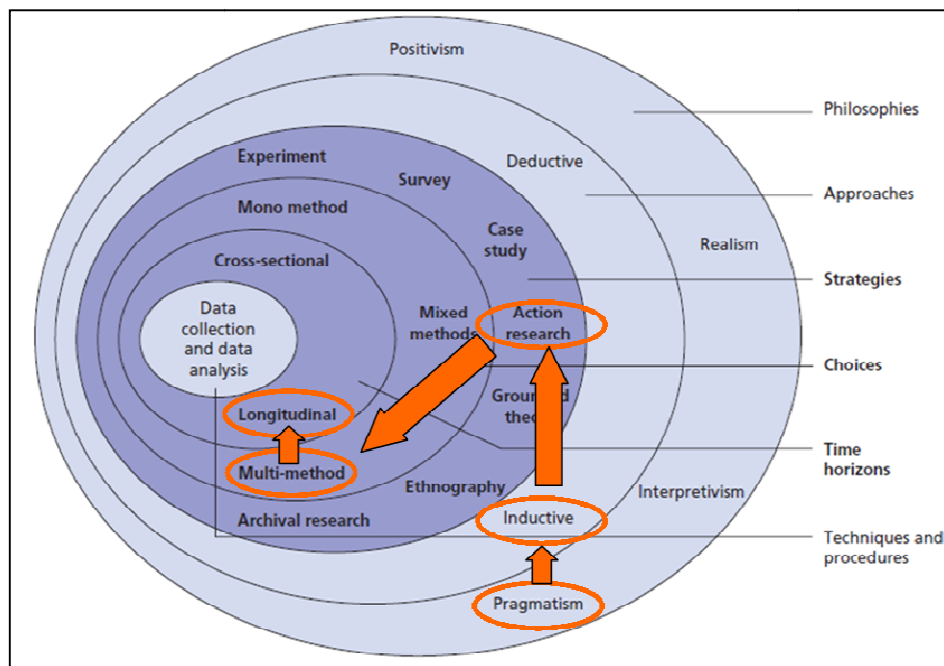 Positivism
Philosophies
Deductive
Experiment
Survey
Approaches
Mono method
Case
study
Realism
Cross-sectional
Strategies
Data
collection
and data
analysis
Mixed
methods
Action
research
Choices
Longitudinal
Grounded
theory
Time
horizons
Multi-method
Ethnography
Interpretivism
Archival research
Inductive
Techniques and
procedures
Pragmatism